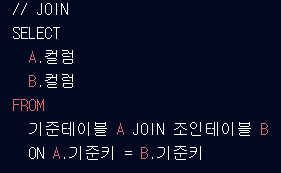 // JOIN
SELECT
A.컬럼
B.컬럼
FROM
기준테이블 A JOIN 조인테이블 B
ON A.기준키 = B.기준키